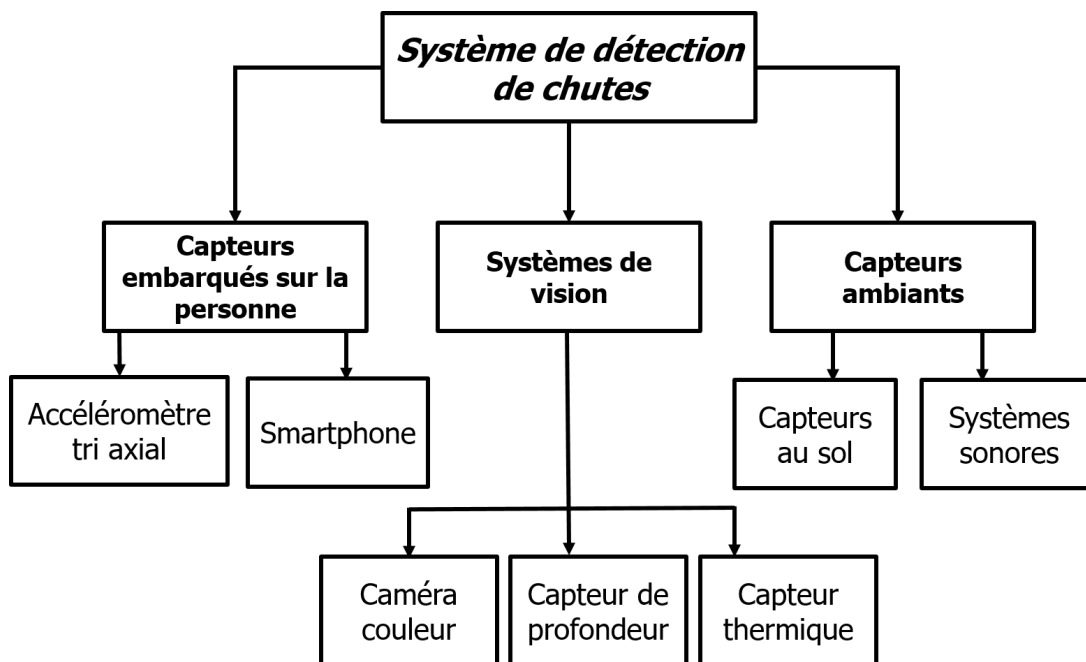 Système de détection
de chutes
Capteurs
embarqués sur la
personne
Systèmes de
vision
Capteurs
ambiants
Accéléromètre
tri axial
Smartphone
Capteurs
au sol
Systèmes
sonores
Caméra
couleur
Capteur de
profondeur
Capteur
thermique